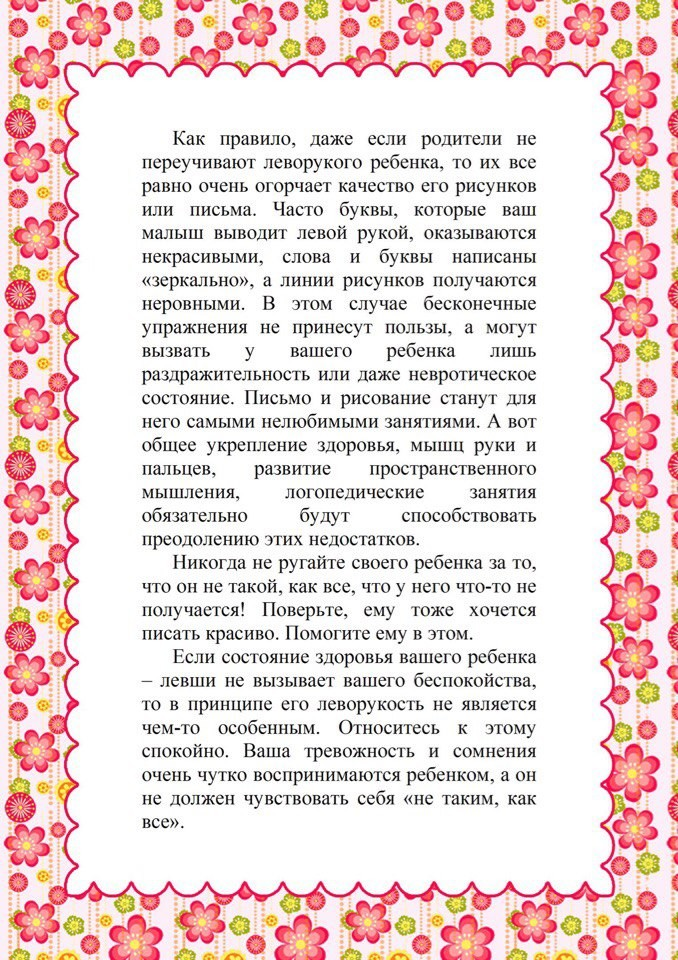 Как правило, даже если родители не
переучивают леворукого ребенка, то их все
равно очень огорчает качество его рисунков
или письма. Часто буквы, которые ваш
малыш выводит левой рукой, оказываются
некрасивыми, слова и буквы написаны
«зеркально», а линии рисунков получаются
неровными. В этом случае бесконечные
упражнения не принесут пользы, а могут
вызвать у вашего ребенка лишь
раздражительность или даже невротическое
состояние. Письмо и рисование станут для
него самыми нелюбимыми занятиями. А вот
общее укрепление здоровья, мышц руки и
пальцев, развитие пространственного
мышления, логопедические занятия
обязательно будут способствовать
преодолению этих недостатков.
Никогда не ругайте своего ребенка за то,
что он не такой, как все, что у него что-то не
получается! Поверьте, ему тоже хочется
писать красиво. Помогите ему в этом.
Если состояние здоровья вашего ребенка
– левши не вызывает вашего беспокойства,
то в принципе его леворукость не является
чем-то особенным. Относитесь к этому
спокойно. Ваша тревожность и сомнения
очень чутко воспринимаются ребенком, а он
не должен чувствовать себя «не таким, как
все».